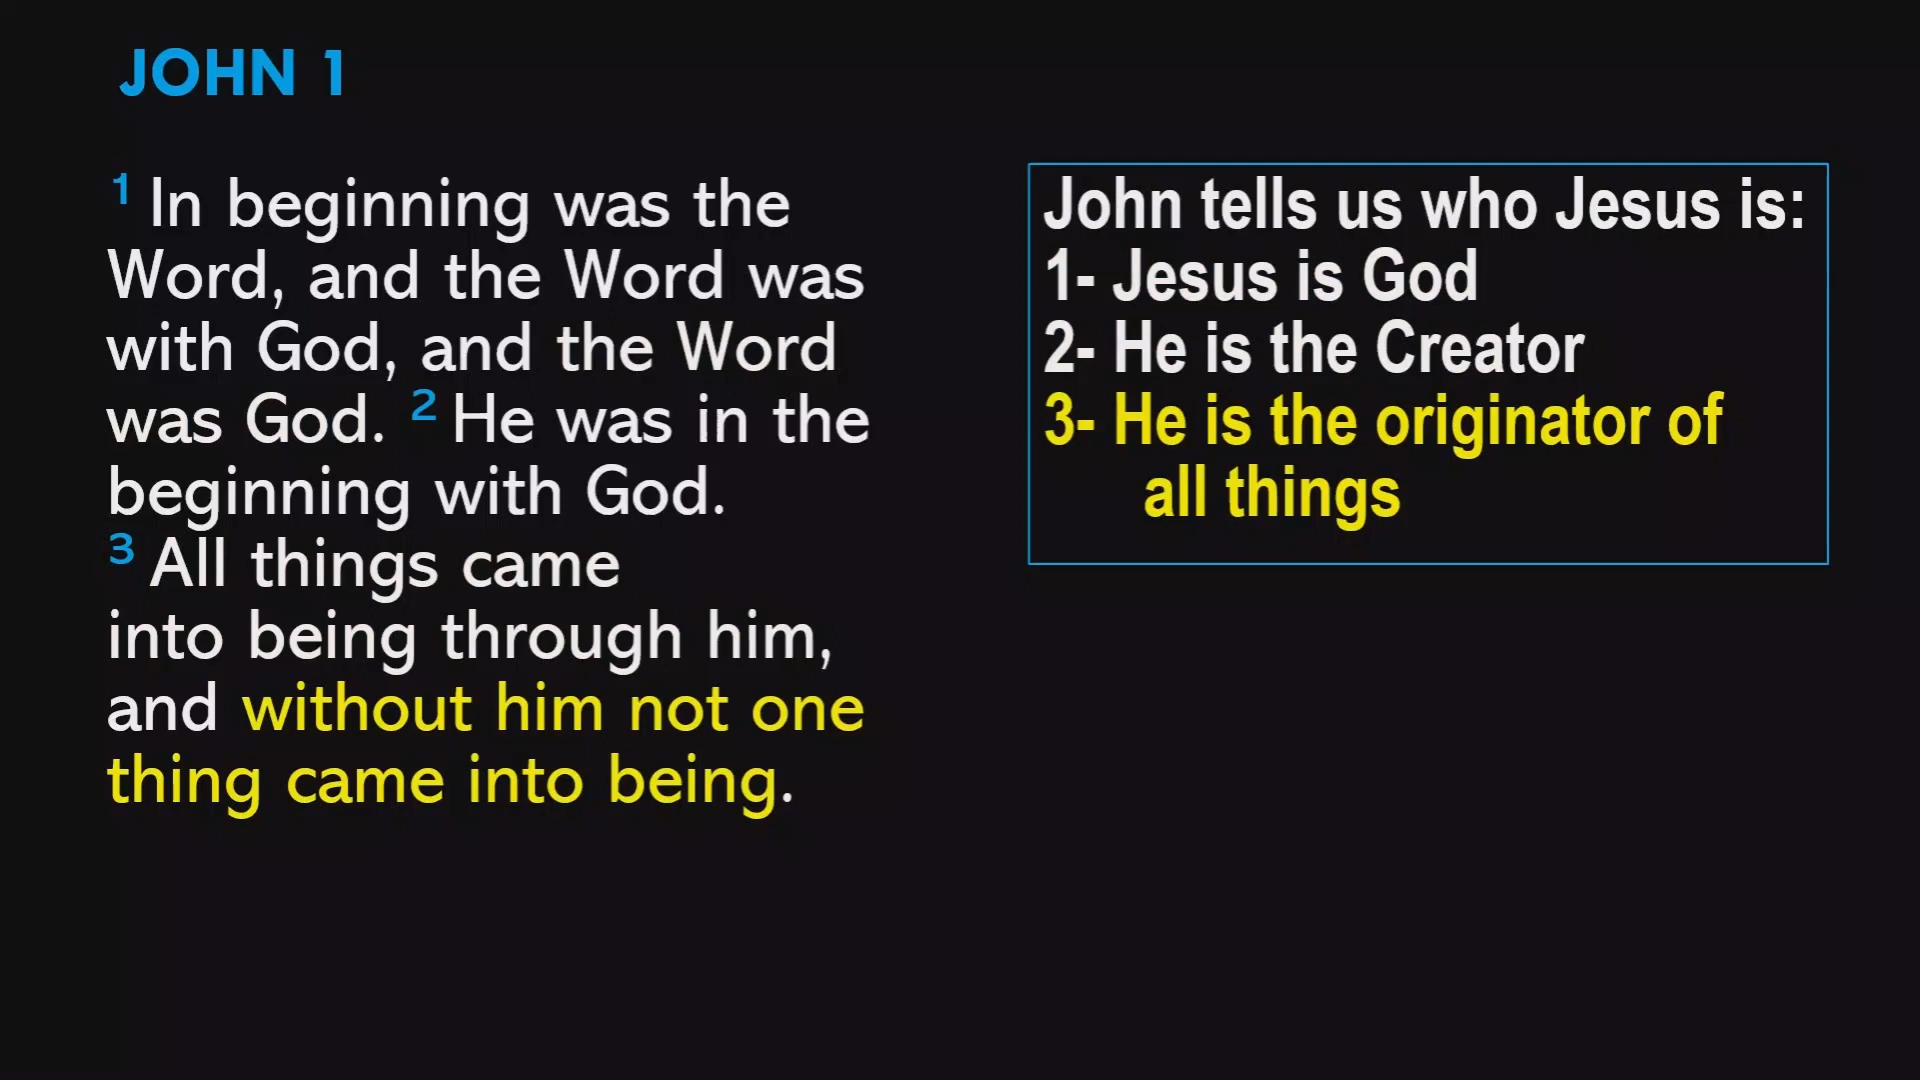 JOHN 1
1 In beginning was the
Word, and the Word was
with God, and the Word
was God. 2 He was in the
beginning with God.
3 All things came
into being through him,
and without him not one
thing came into being.
John tells us who Jesus is:
1- Jesus is God
2- He is the Creator
3- He is the originator of
all things